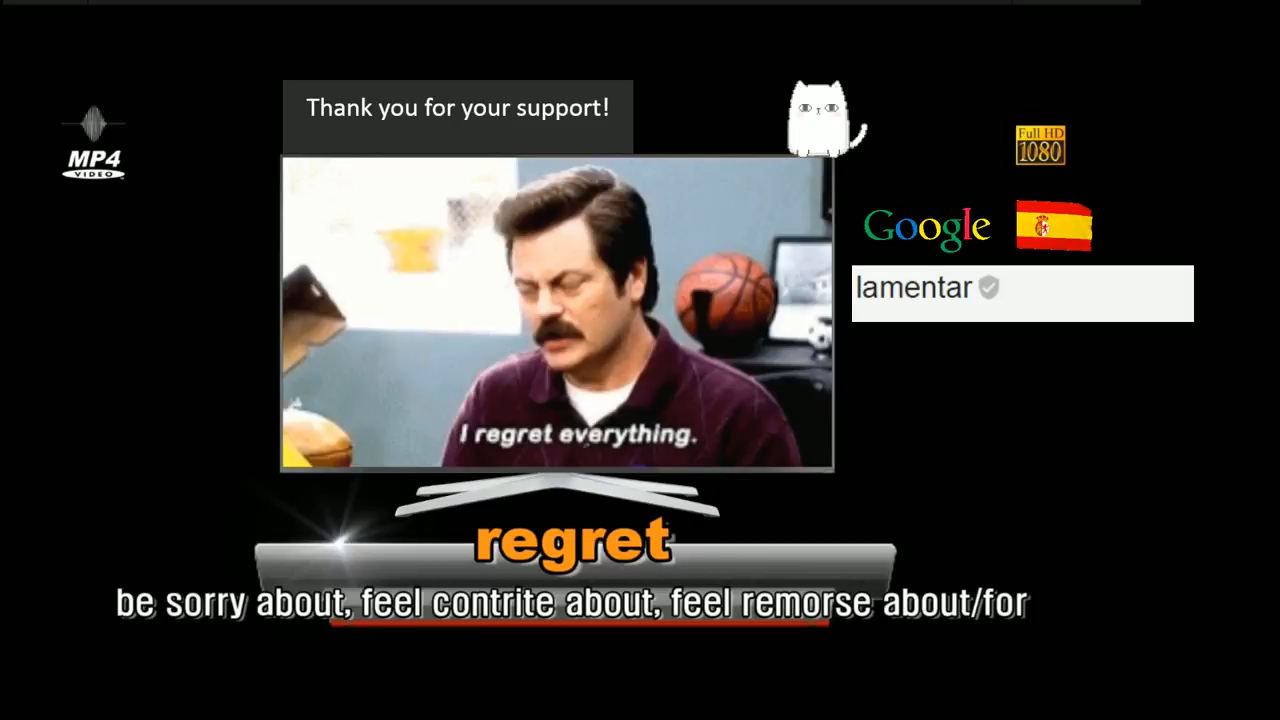 Thank you for your support!
MP4
VIDEO
Full HD
1080
Google
lamentar
I regret everything.
regret
be sorry about, feel contrite about, feel remorse about/for